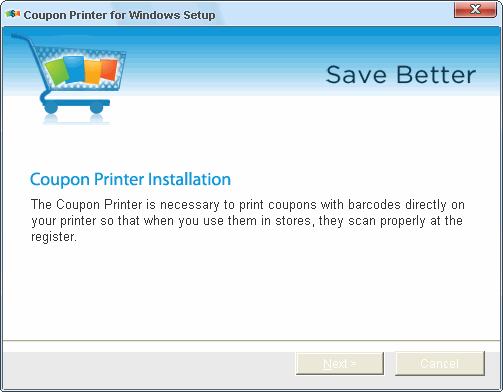 Coupon Printer for Windows Setup
Save Better
Coupon Printer Installation
The Coupon Printer is necessary to print coupons with barcodes directly on
your printer so that when you use them in stores, they scan properly at the
register.
Next >
Cancel